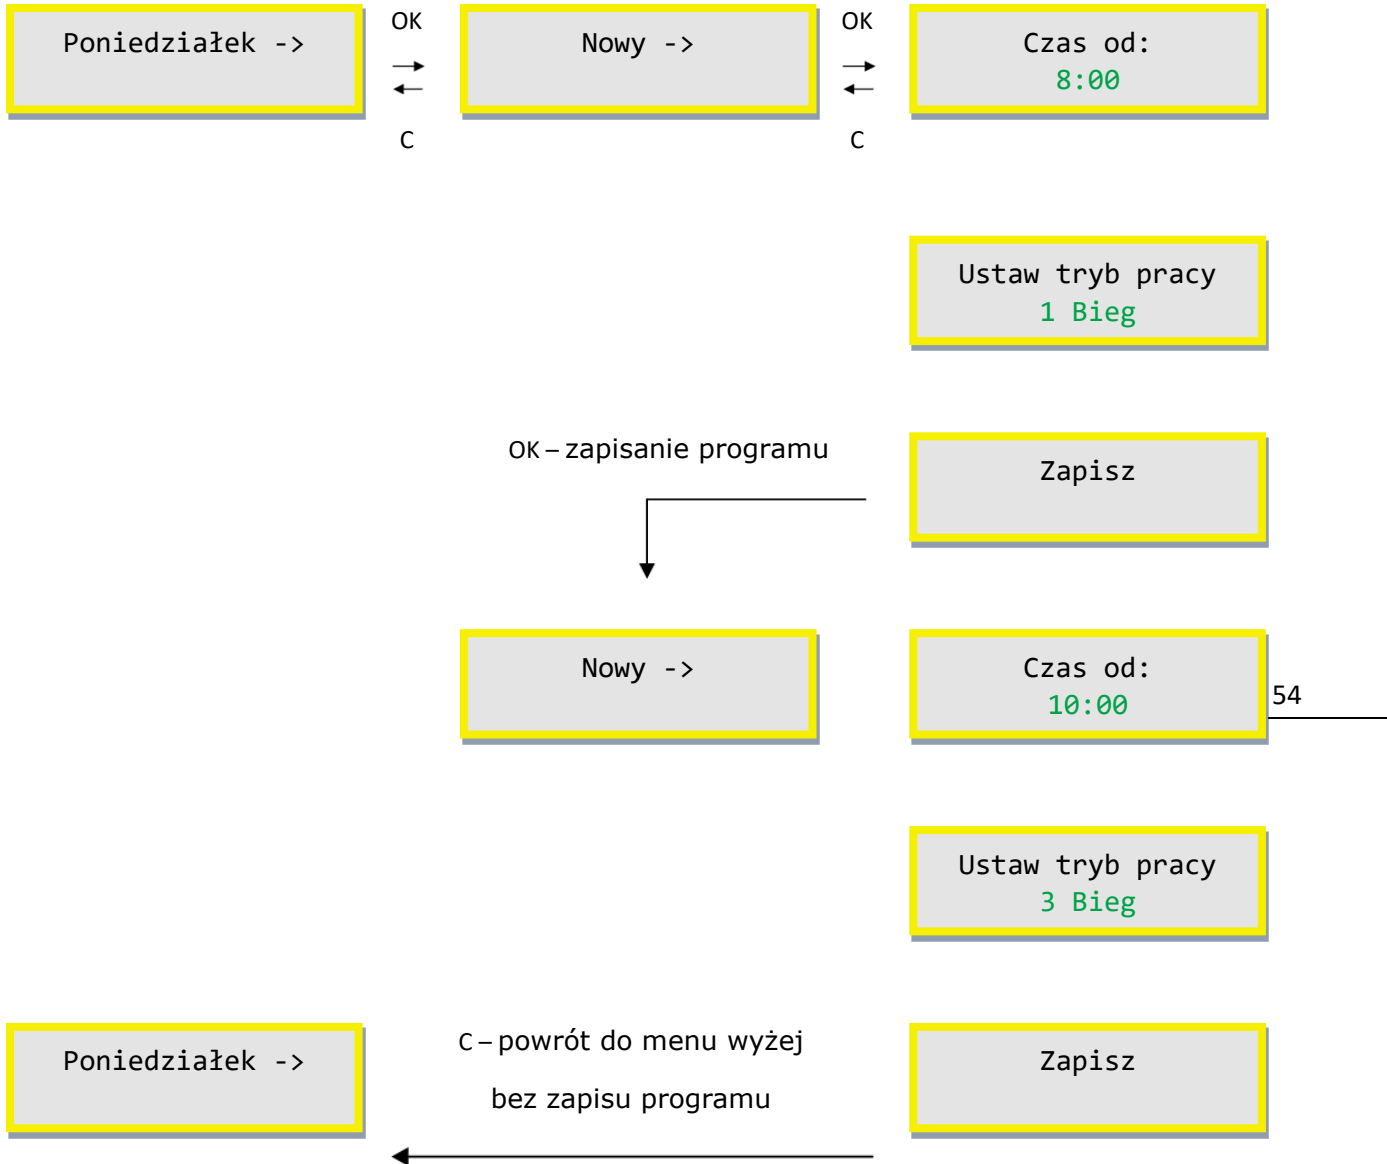 Poniedziałek ->
OK
C
Nowy ->
OK
C
Czas od:
8:00
Ustaw tryb pracy
1 Bieg
OK – zapisanie programu
Zapisz
Nowy ->
Czas od:
10:00
54
Ustaw tryb pracy
3 Bieg
Poniedziałek ->
C – powrót do menu wyżej
bez zapisu programu
Zapisz